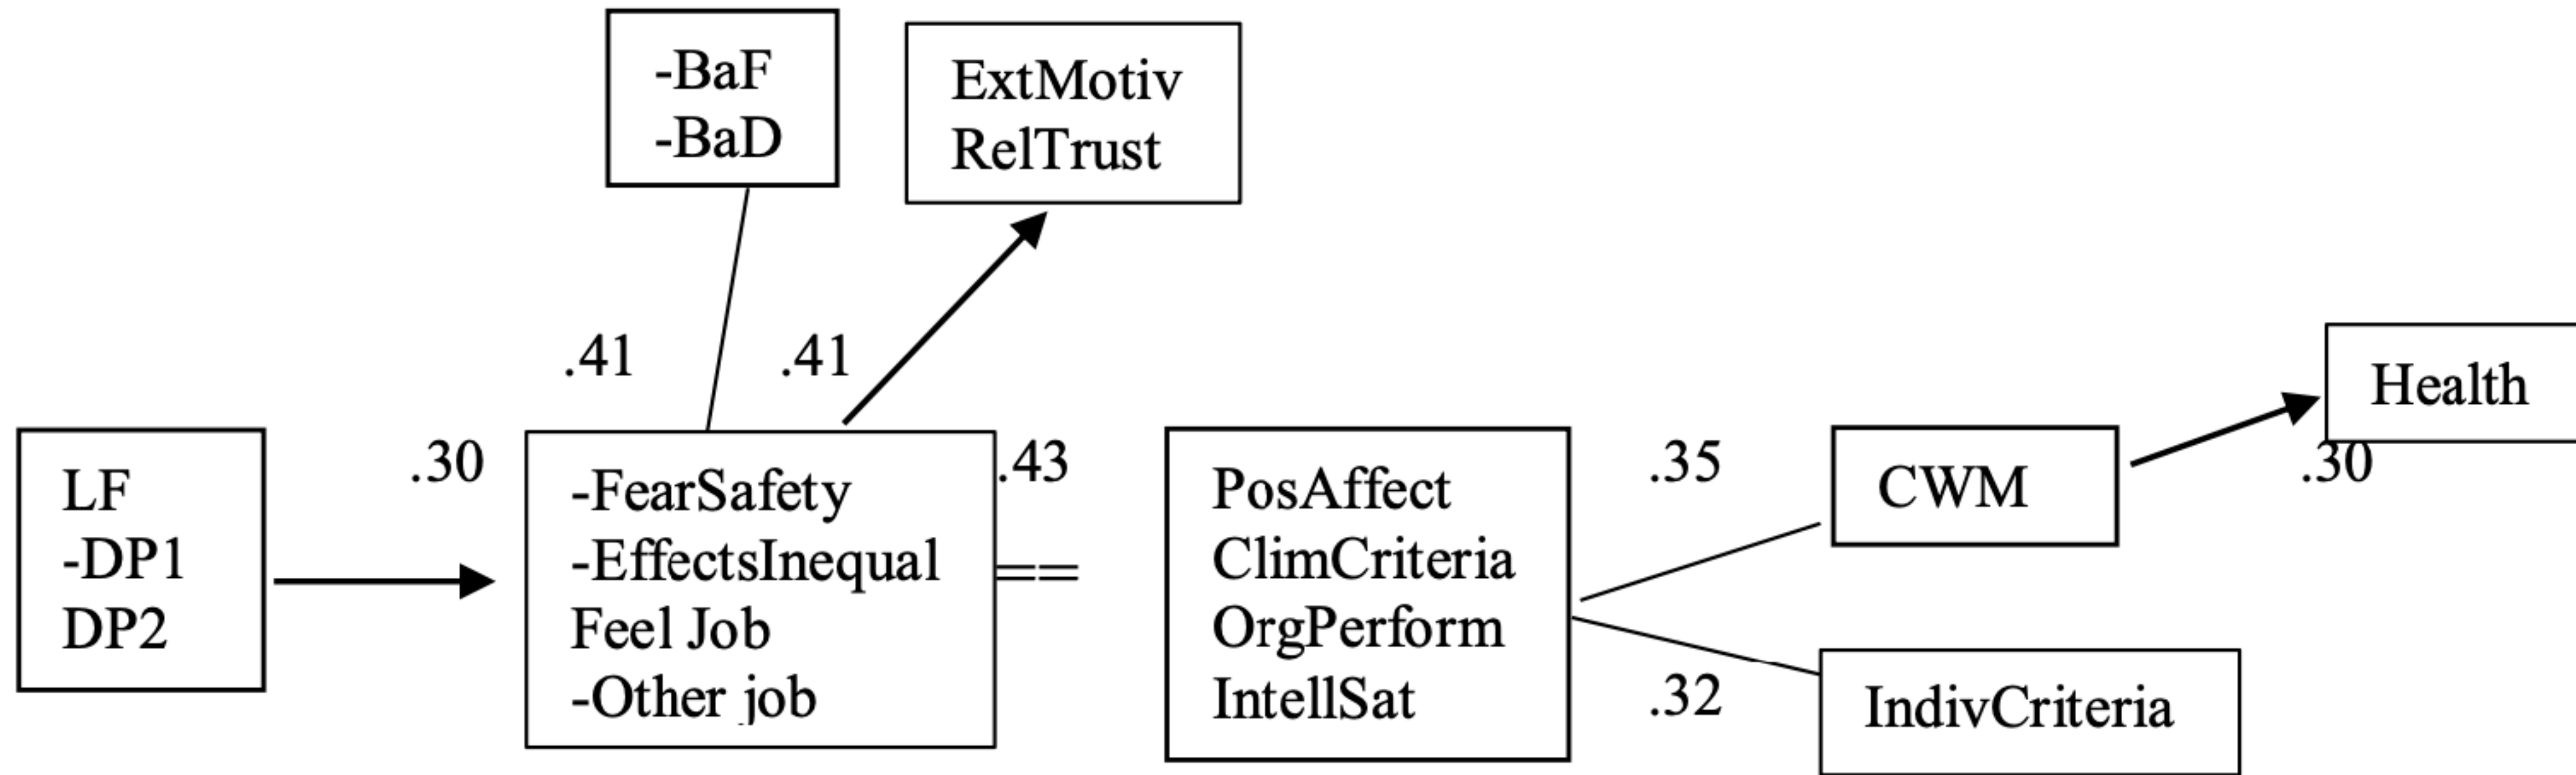 -BaF
-BaD
ExtMotiv
RelTrust
.41
.41
Health
LF
-DP1
DP2
.30
-FearSafety
-EffectsInequal
Feel Job
-Other job
.43
==
PosAffect
ClimCriteria
OrgPerform
IntellSat
.35
CWM
.30
.32
IndivCriteria